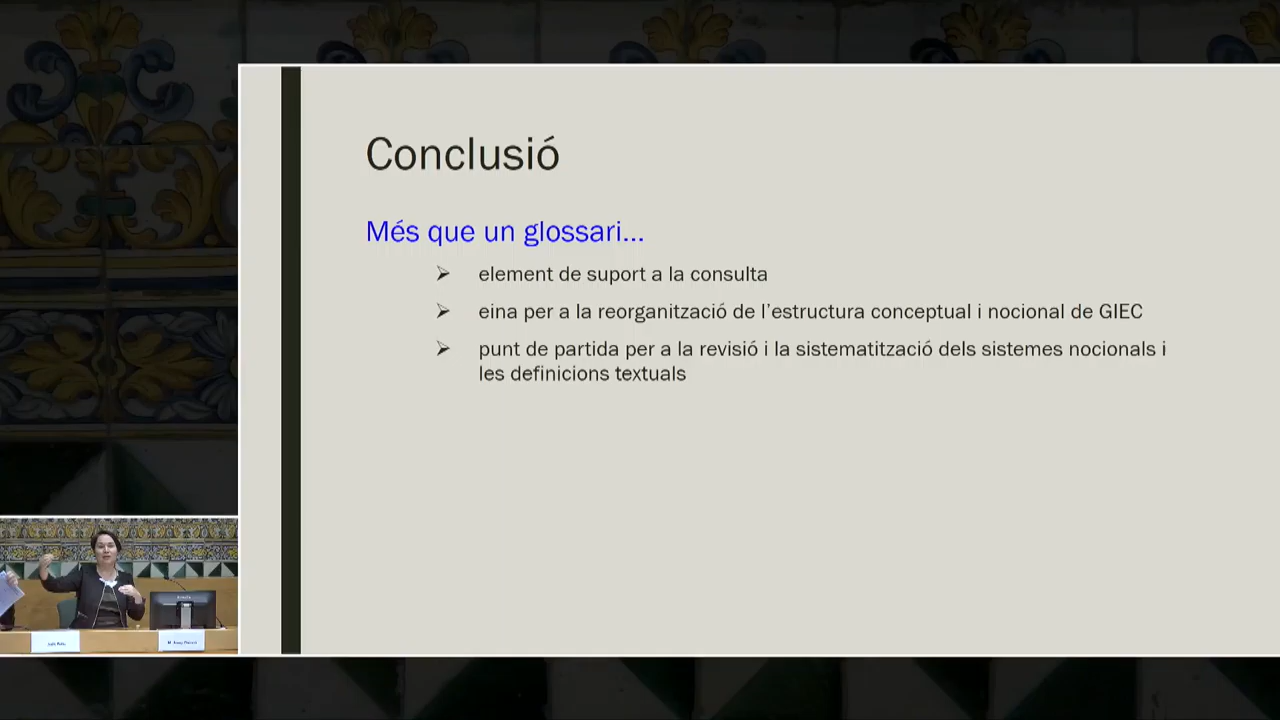 Conclusió
Més que un glossari...
element de suport a la consulta
eina per a la reorganització de l'estructura conceptual i nocional de GIEC
punt de partida per a la revisió i la sistematització dels sistemes nocionals i
les definicions textuals